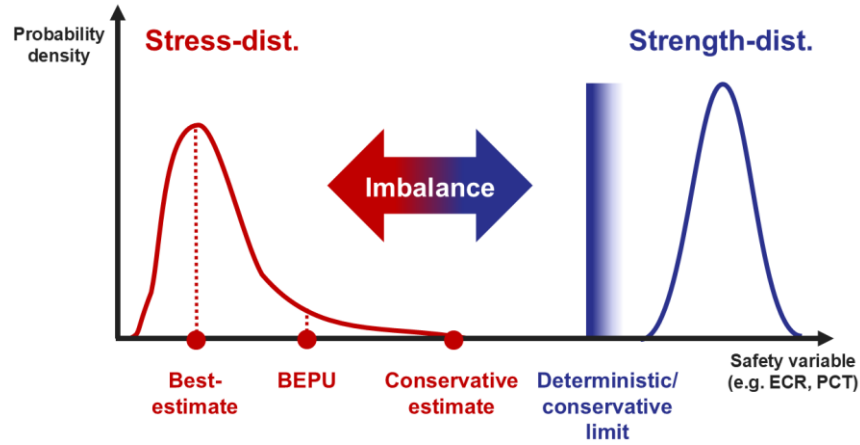 Probability
density
Stress-dist.
Strength-dist.
Imbalance
Best-
estimate
BEPU
Conservative
estimate
Deterministic/
conservative
limit
Safety variable
(e.g. ECR, PCT)